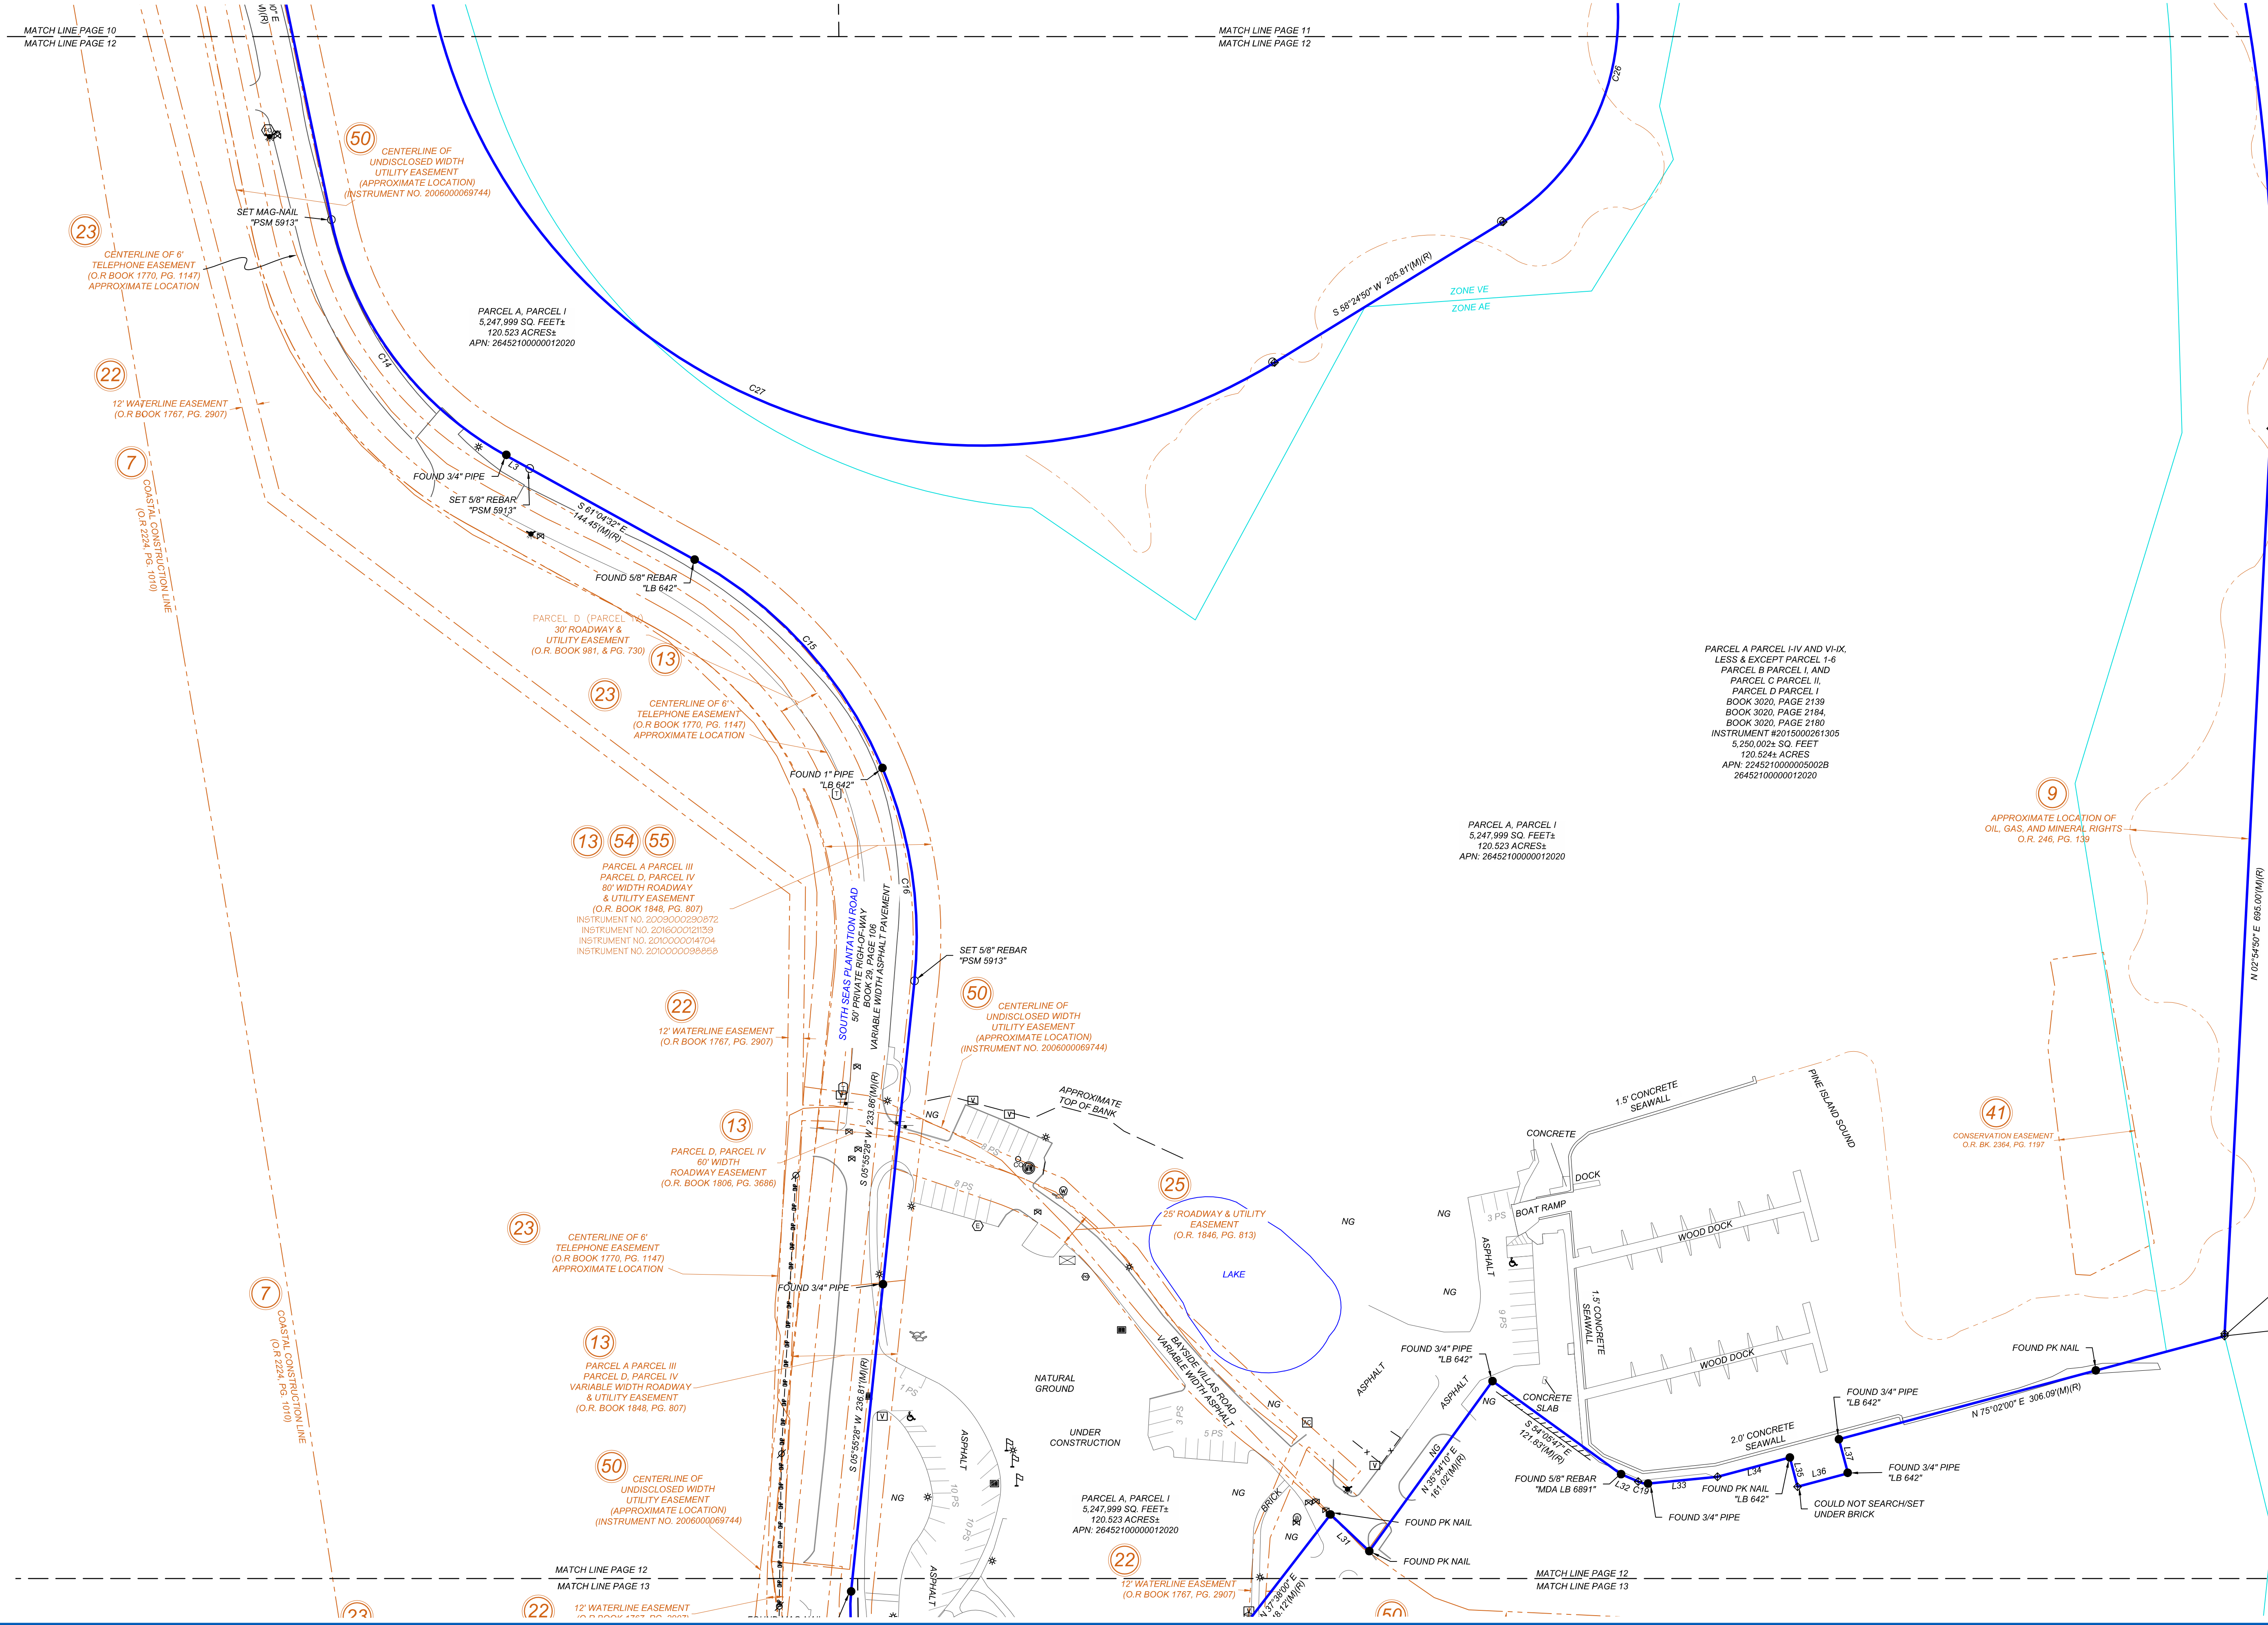 MATCH LINE PAGE 10
MATCH LINE PAGE 12
MATCH LINE PAGE 11
MATCH LINE PAGE 12
C26
50
CENTERLINE OF
UNDISCLOSED WIDTH
UTILITY EASEMENT
(APPROXIMATE LOCATION)
(INSTRUMENT NO. 2006000069744)
SET MAG-NAIL
"PSM 5913"
23
CENTERLINE OF 6'
TELEPHONE EASEMENT
(O.R BOOK 1770, PG. 1147)
APPROXIMATE LOCATION
S 58°24'50" W 205.81'(M)(R)
ZONE VE
ZONE AE
PARCEL A, PARCEL I
5,247,999 SQ. FEET±
120.523 ACRES±
APN: 26452100000012020
C14
C27
22
12' WATERLINE EASEMENT
(O.R BOOK 1767, PG. 2907)
7
COASTAL CONSTRUCTION LINE
(O.R 2224, PG. 1010)
L3
FOUND 3/4" PIPE
SET 5/8" REBAR
"PSM 5913"
S 61°04'32" E
144.45'(M)(R)
FOUND 5/8" REBAR
"LB 642"
PARCEL D (PARCEL
30' ROADWAY &
UTILITY EASEMENT
(O.R. BOOK 981, & PG. 730)
13
C15
23
CENTERLINE OF 6'
TELEPHONE EASEMENT
(O.R BOOK 1770, PG. 1147)
APPROXIMATE LOCATION
FOUND 1" PIPE
"LB 642"
T
PARCEL A PARCEL I-IV AND VI-IX,
LESS & EXCEPT PARCEL 1-6
PARCEL B PARCEL I, AND
PARCEL C PARCEL II,
PARCEL D PARCEL I
BOOK 3020, PAGE 2139
BOOK 3020, PAGE 2184,
BOOK 3020, PAGE 2180
INSTRUMENT #2015000261305
5,250,002± SQ. FEET
120.524± ACRES
APN: 2245210000005002B
26452100000012020
PARCEL A, PARCEL I
5,247,999 SQ. FEET±
120.523 ACRES±
APN: 26452100000012020
9
APPROXIMATE LOCATION OF
OIL, GAS, AND MINERAL RIGHTS
O.R. 246, PG. 139
N 02°54'50" E 695.00'(M)(R)
13 54 55
PARCEL A PARCEL III
PARCEL D, PARCEL IV
80' WIDTH ROADWAY
& UTILITY EASEMENT
(O.R. BOOK 1848, PG. 807)
INSTRUMENT NO. 2009000290872
INSTRUMENT NO. 2016000121139
INSTRUMENT NO. 2010000014704
INSTRUMENT NO. 2010000098858
C16
SOUTH SEAS PLANTATION ROAD
50' PRIVATE RIGH-OF-WAY
BOOK 29, PAGE 106
VARIABLE WIDTH ASPHALT PAVEMENT
SET 5/8" REBAR
"PSM 5913"
22
12' WATERLINE EASEMENT
(O.R BOOK 1767, PG. 2907)
50
CENTERLINE OF
UNDISCLOSED WIDTH
UTILITY EASEMENT
(APPROXIMATE LOCATION)
(INSTRUMENT NO. 2006000069744)
S 05°55'28" W 233.86'(M)(R)
NG
V
V
APPROXIMATE
TOP OF BANK
8 PS
8 PS
E
13
PARCEL D, PARCEL IV
60' WIDTH
ROADWAY EASEMENT
(O.R. BOOK 1806, PG. 3686)
23
CENTERLINE OF 6'
TELEPHONE EASEMENT
(O.R BOOK 1770, PG. 1147)
APPROXIMATE LOCATION
25
25' ROADWAY & UTILITY
EASEMENT
(O.R. 1846, PG. 813)
LAKE
NG
NG
NG
1.5' CONCRETE
SEAWALL
CONCRETE
DOCK
BOAT RAMP
3 PS
ASPHALT
9 PS
WOOD DOCK
1.5' CONCRETE
SEAWALL
WOOD DOCK
PINE ISLAND SOUND
41
CONSERVATION EASEMENT
O.R. BK, 2364, PG. 1197
FOUND 3/4" PIPE
7
COASTAL CONSTRUCTION LINE
(O.R 2224, PG. 1010)
13
PARCEL A PARCEL III
PARCEL D, PARCEL IV
VARIABLE WIDTH ROADWAY
& UTILITY EASEMENT
(O.R. BOOK 1848, PG. 807)
S 05°55'28" W 236.81'(M)(R)
1 PS
V
NATURAL
GROUND
UNDER
CONSTRUCTION
BAYSIDE VILLAS ROAD
VARIABLE WIDTH ASPHALT
3 PS
5 PS
NG
AC
V
ASPHALT
ASPHALT
FOUND 3/4" PIPE
"LB 642"
NG
CONCRETE
SLAB
S 54°05'47" E
121.83'(M)(R)
NG
N 35°54'10" E
161.02'(M)(R)
2.0' CONCRETE
SEAWALL
FOUND PK NAIL
N 75°02'00" E 306.09'(M)(R)
FOUND 3/4" PIPE
"LB 642"
FOUND 5/8" REBAR
"MDA LB 6891"
L32
C19
L33
L34
L35
L36
L37
FOUND PK NAIL
"LB 642"
FOUND 3/4" PIPE
FOUND 3/4" PIPE
"LB 642"
COULD NOT SEARCH/SET
UNDER BRICK
50
CENTERLINE OF
UNDISCLOSED WIDTH
UTILITY EASEMENT
(APPROXIMATE LOCATION)
(INSTRUMENT NO. 2006000069744)
ASPHALT
10 PS
10 PS
NG
PARCEL A, PARCEL I
5,247,999 SQ. FEET±
120.523 ACRES±
APN: 26452100000012020
NG
BRICK
NG
FOUND PK NAIL
L31
FOUND PK NAIL
22
12' WATERLINE EASEMENT
(O.R BOOK 1767, PG. 2907)
N 37°38'00" E
MATCH LINE PAGE 12
MATCH LINE PAGE 13
MATCH LINE PAGE 12
MATCH LINE PAGE 13
ASPHALT
23
22
12' WATERLINE EASEMENT
50